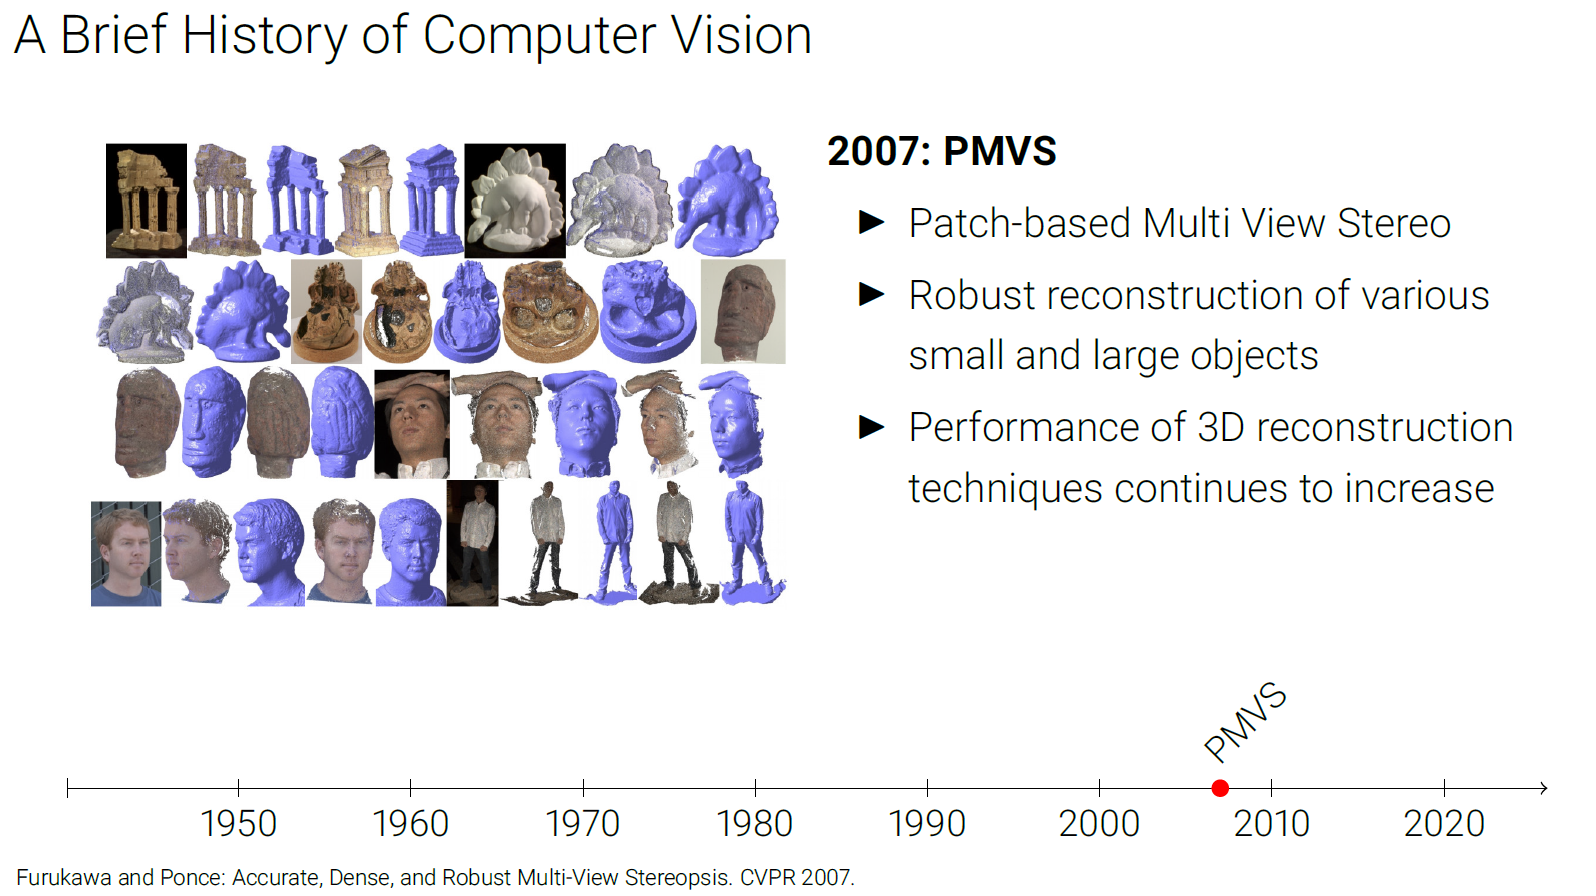 A Brief History of Computer Vision
2007: PMVS
► Patch-based Multi View Stereo
► Robust reconstruction of various
small and large objects
► Performance of 3D reconstruction
techniques continues to increase
PMVS
1950 1960 1970 1980 1990 2000 2010 2020
Furukawa and Ponce: Accurate, Dense, and Robust Multi-View Stereopsis. CVPR 2007.